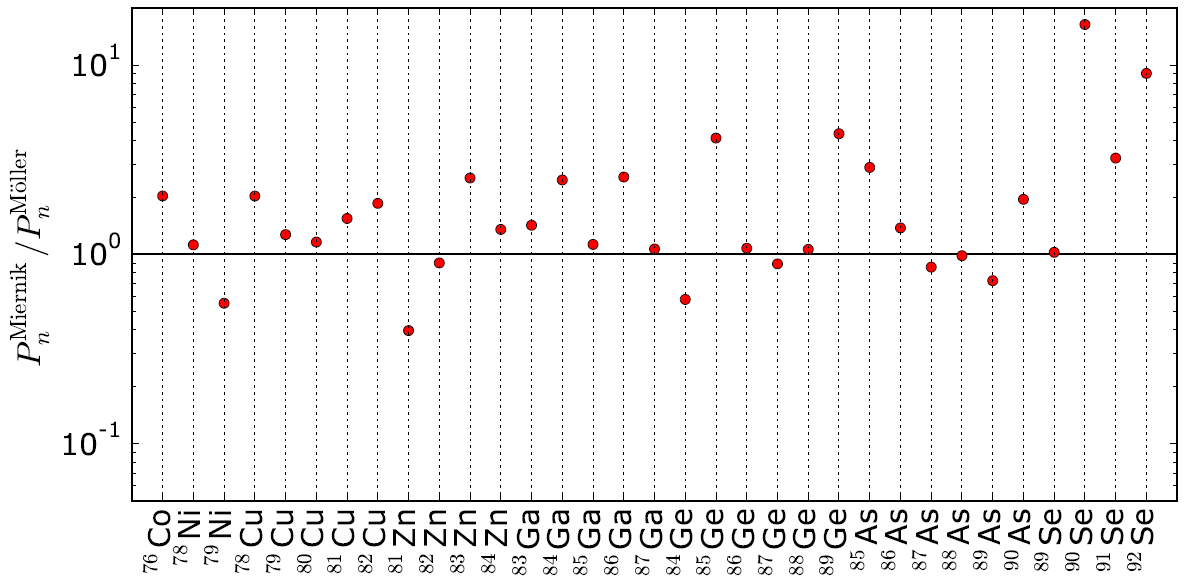 10^1
10^0
10^-1
P_n^Miernik / P_n^Möller
76Co
78Ni
79Ni
78Cu
79Cu
80Cu
81Cu
82Cu
81Zn
82Zn
83Zn
84Zn
83Ga
84Ga
85Ga
86Ga
87Ga
84Ge
85Ge
86Ge
87Ge
88Ge
89Ge
85As
86As
87As
88As
89As
90As
89Se
90Se
91Se
92Se